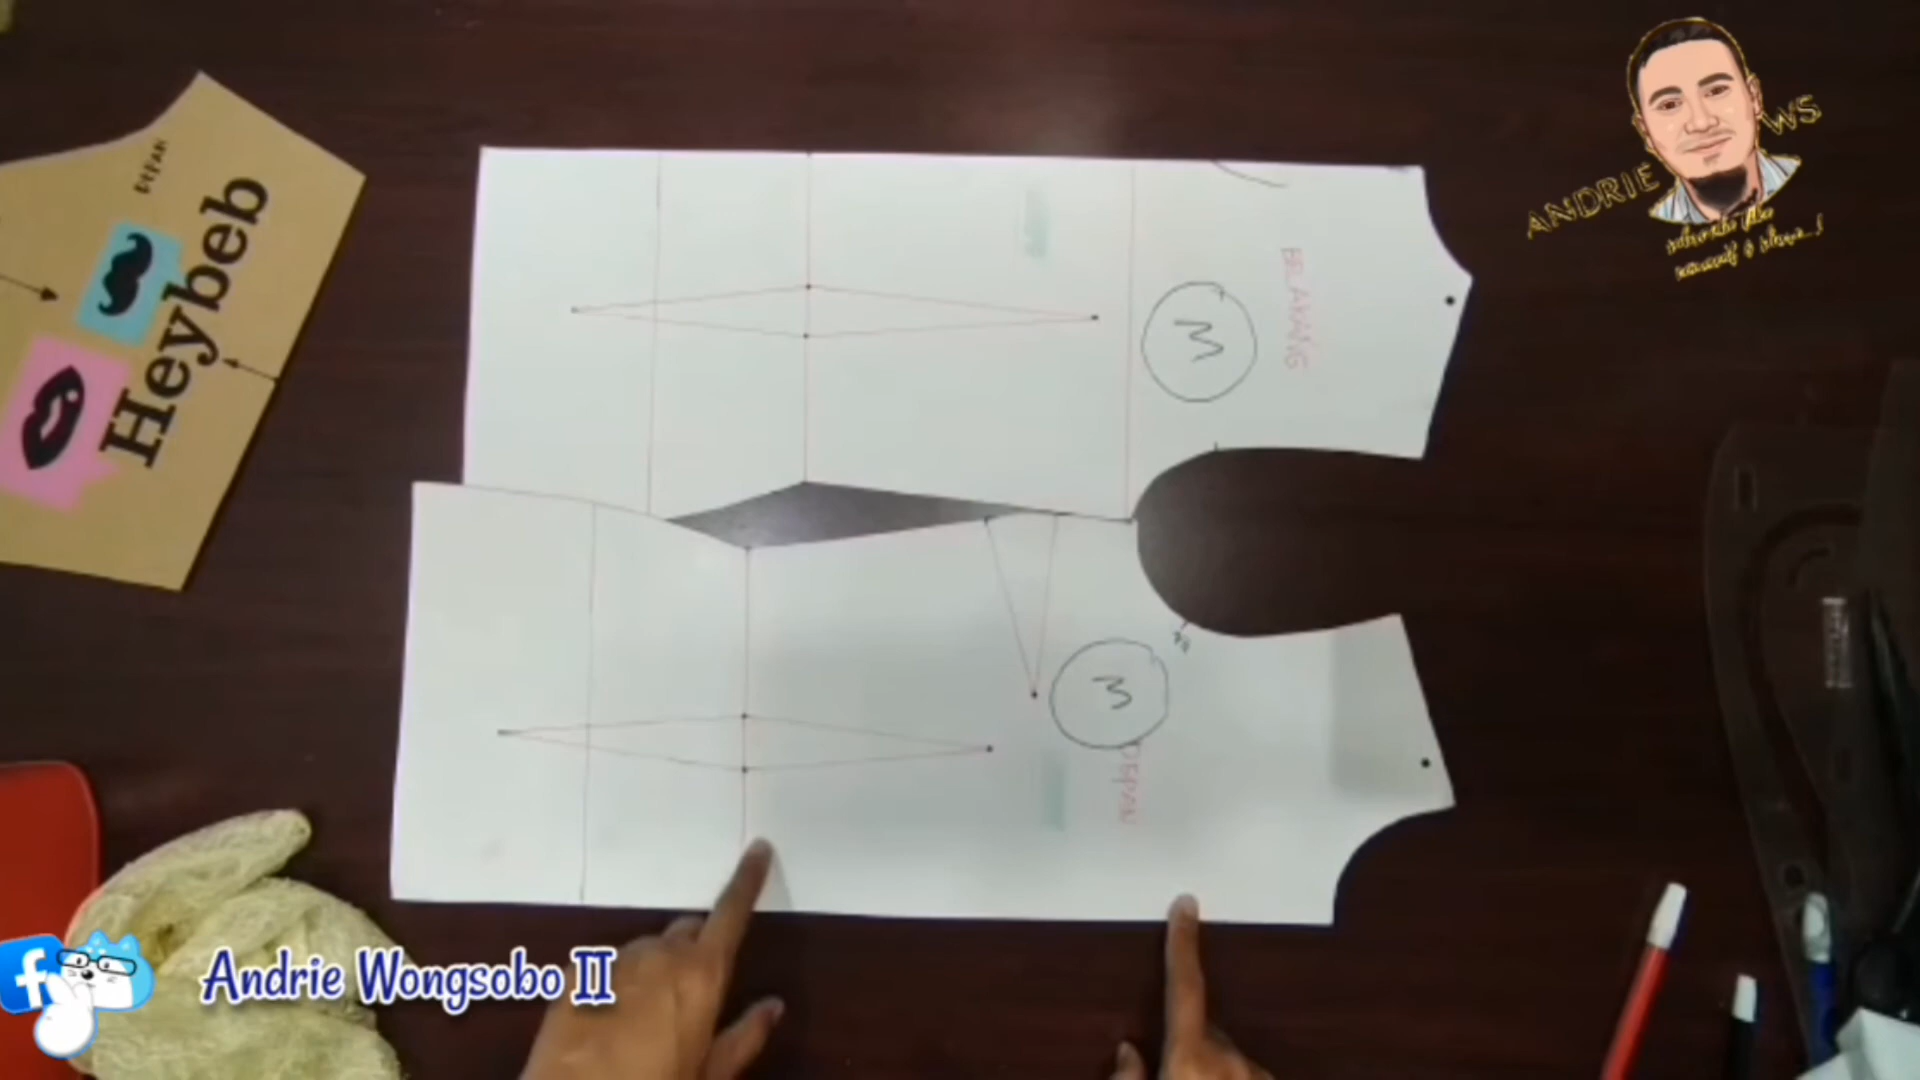 DEPAN
Heybeb
BELAKANG
M
M
DEPAN
ANDRIE WS
f
Andrie Wongsobo II